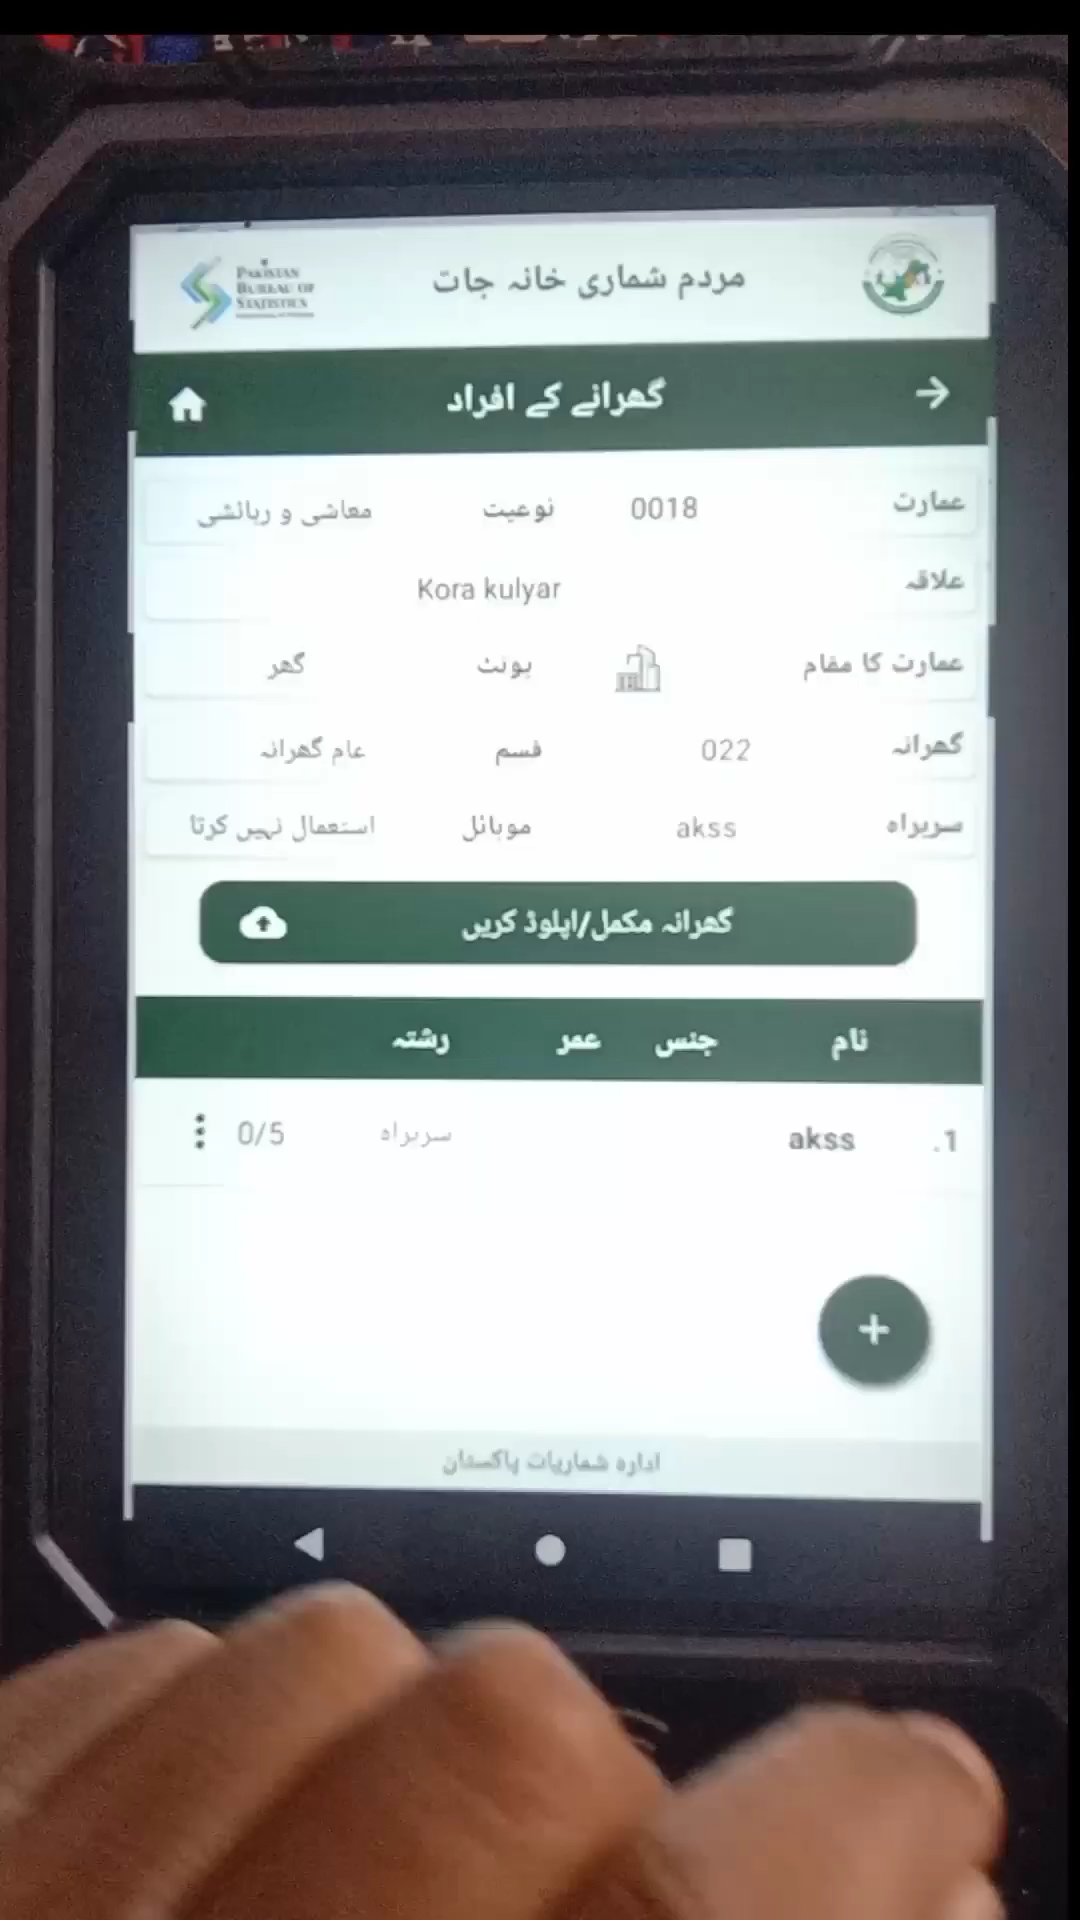 PAKISTAN
BUREAU OF
STATISTICS
مردم شماری خانہ جات
گھرانے کے افراد
عمارت 0018 نوعیت معاشی و رہائشی
علاقہ Kora kulyar
عمارت کا مقام یونٹ گھر
گھرانہ 022 قسم عام گھرانہ
سربراہ akss موبائل استعمال نہیں کرتا
گھرانہ مکمل/اپلوڈ کریں
نام جنس عمر رشتہ
1. akss سربراہ 0/5
+
ادارہ شماریات پاکستان